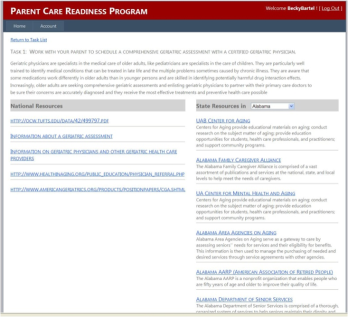 PARENT CARE READINESS PROGRAM
Welcome BeckyBartel ! [ Log Out ]
Home Account
Return to Task List
TASK 1: WORK WITH YOUR PARENT TO SCHEDULE A COMPREHENSIVE GERIATRIC ASSESSMENT WITH A CERTIFIED GERIATRIC PHYSICIAN.
Geriatric physicians are specialists in the medical care of older adults, like pediatricians are specialists in the care of children. They are particularly well
trained to identify medical conditions that can be treated in late life and the multiple problems sometimes caused by chronic illness. They are aware that
some medications work differently in older adults than in younger persons and are skilled in identifying potentially harmful drug interaction effects.
Increasingly, older adults are seeking comprehensive geriatric assessments and enlisting geriatric physicians to partner with their primary care doctors to
be sure their concerns are accurately diagnosed and they receive the most effective treatments and preventive health care possible
National Resources
HTTP://OCW.TUFTS.EDU/DATA/42/499797.PDF
INFORMATION ABOUT A GERIATRIC ASSESSMENT
INFORMATION ON GERIATRIC PHYSICIANS AND OTHER GERIATRIC HEALTH CARE
PROVIDERS
HTTP://WWW.HEALTHINAGING.ORG/PUBLIC_EDUCATION/PHYSICIAN_REFERRAL.PHP
HTTP://WWW.AMERICANGERIATRICS.ORG/PRODUCTS/POSITIONPAPERS/CGA.SHTML
State Resources in Alabama
UAB CENTER FOR AGING
Centers for Aging provide educational materials on aging; conduct
research on the subject matter of aging; provide education
opportunities for students, health care professionals, and practitioners;
and support community programs.
ALABAMA FAMILY CAREGIVER ALLIANCE
The Alabama Family Caregiver Alliance is comprised of a vast
assortment of publications and services at the national, state, and local
levels to help meet the needs of caregivers.
UA CENTER FOR MENTAL HEALTH AND AGING
Centers for Aging provide educational materials on aging; conduct
research on the subject matter of aging; provide education
opportunities for students, health care professionals, and practitioners;
and support community programs.
ALABAMA AREA AGENCIES ON AGING
The Alabama Area Agencies on Aging serve as a gateway to care by
assessing seniors' needs for services and their eligibility for benefits.
This information is then used to manage the purchasing of needed and
desired services through service agreements with other agencies.
ALABAMA AARP (AMERICAN ASSOCIATION OF RETIRED PEOPLE)
The Alabama AARP is a nonprofit organization that enables people who
are fifty years of age and older to improve their quality of life.
ALABAMA DEPARTMENT OF SENIOR SERVICES
The Alabama Department of Senior Services is comprised of a thorough,